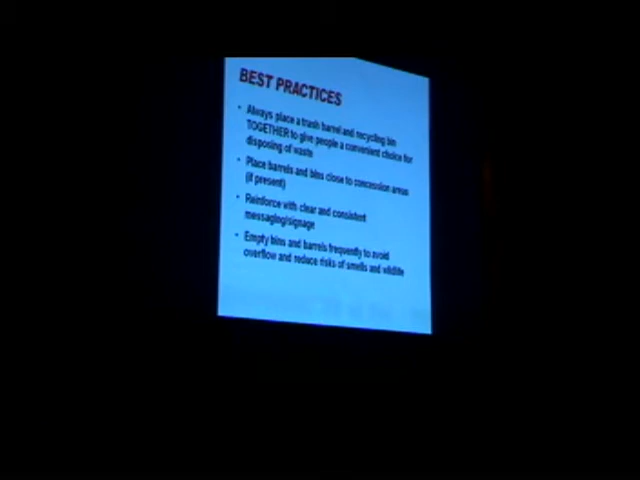 BEST PRACTICES
• Always place a trash barrel and recycling bin
TOGETHER to give people a convenient choice for
disposing of waste
• Place barrels and bins close to concession areas
(if present)
• Reinforce with clear and consistent
messaging/signage
• Empty bins and barrels frequently to avoid
overflow and reduce risks of smells and wildlife